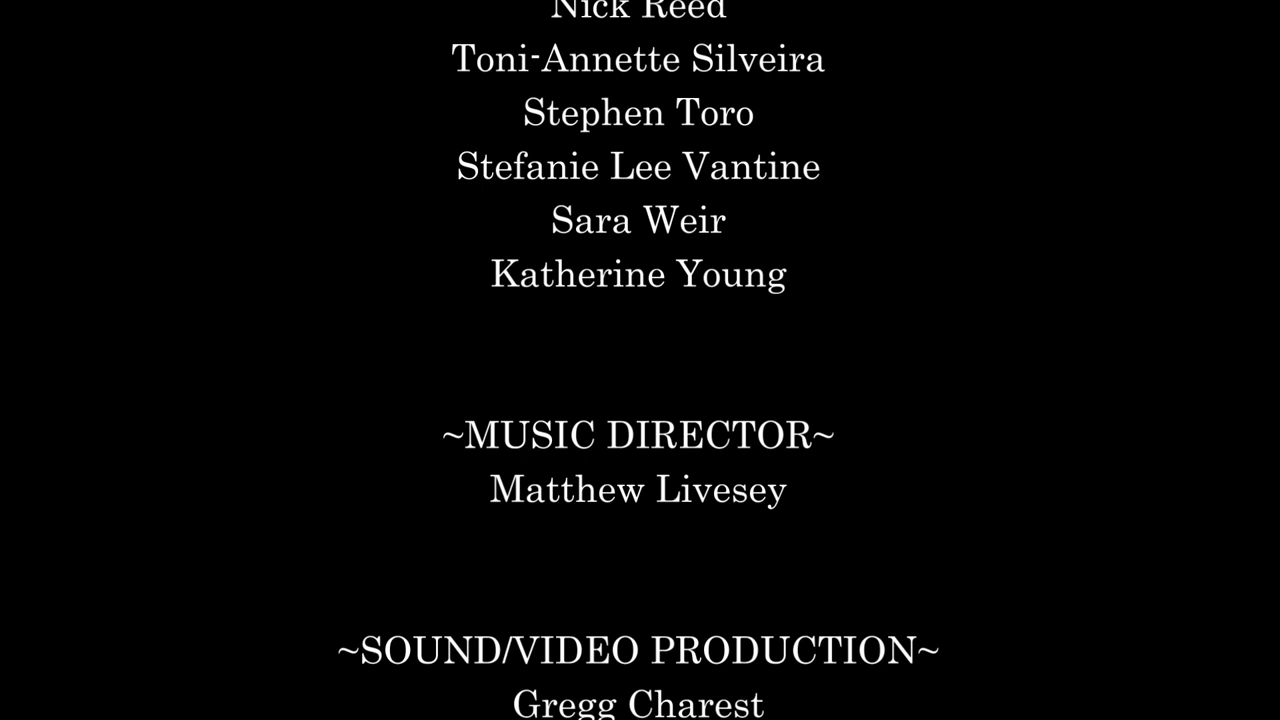 Nick Reed
Toni-Annette Silveira
Stephen Toro
Stefanie Lee Vantine
Sara Weir
Katherine Young
~MUSIC DIRECTOR~
Matthew Livesey
~SOUND/VIDEO PRODUCTION~
Gregg Charest